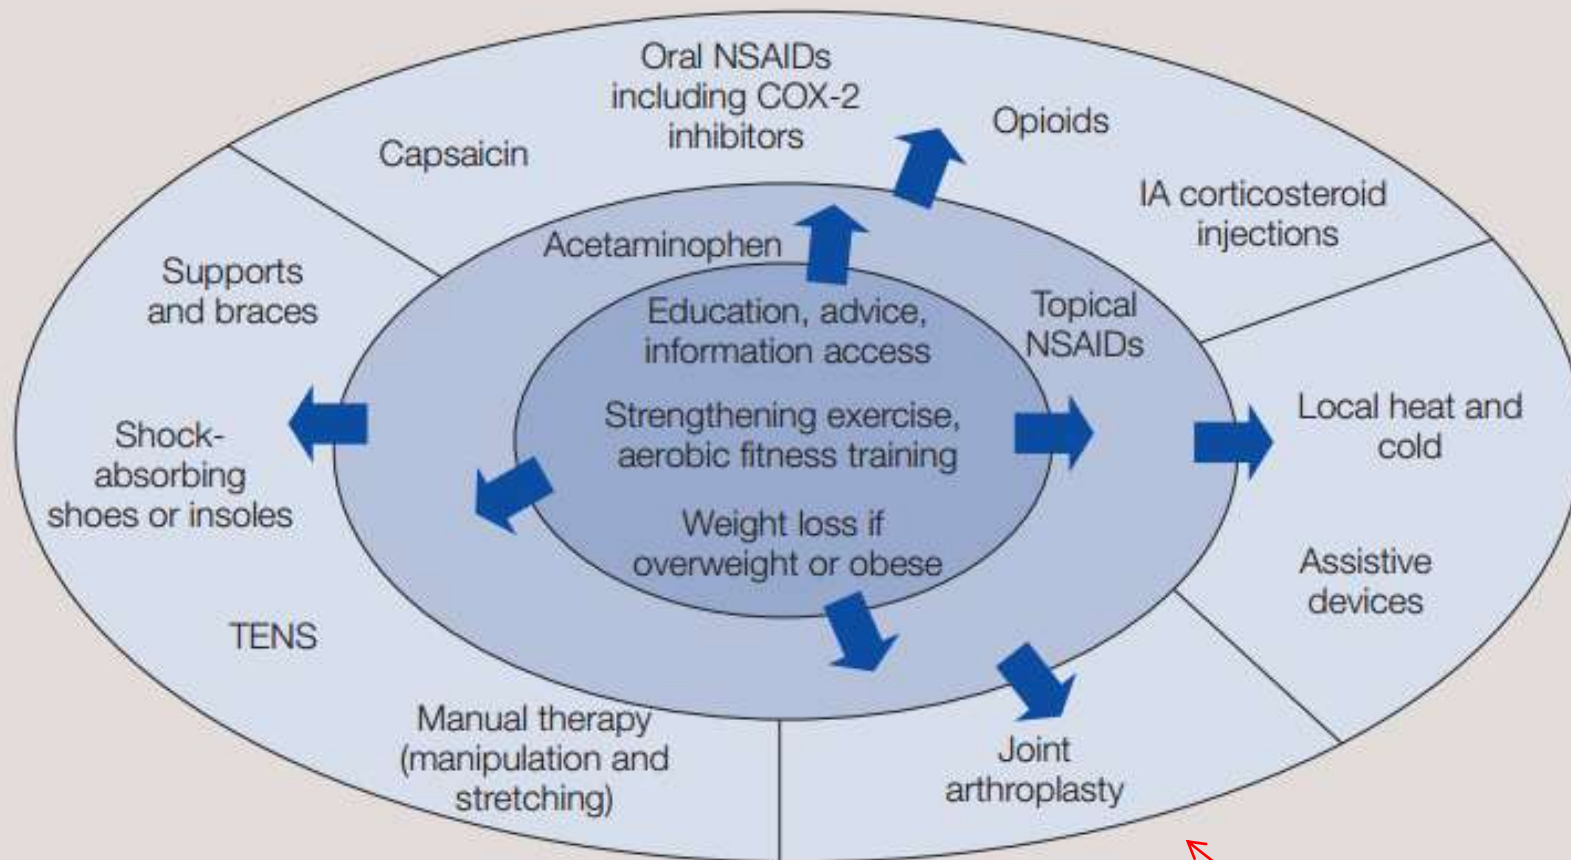 Oral NSAIDs
including COX-2
inhibitors
Opioids
Capsaicin
IA corticosteroid
injections
Acetaminophen
Supports
and braces
Education, advice,
information access
Topical
NSAIDs
Strengthening exercise,
aerobic fitness training
Local heat and
cold
Shock-
absorbing
shoes or insoles
Weight loss if
overweight or obese
Assistive
devices
TENS
Manual therapy
(manipulation and
stretching)
Joint
arthroplasty